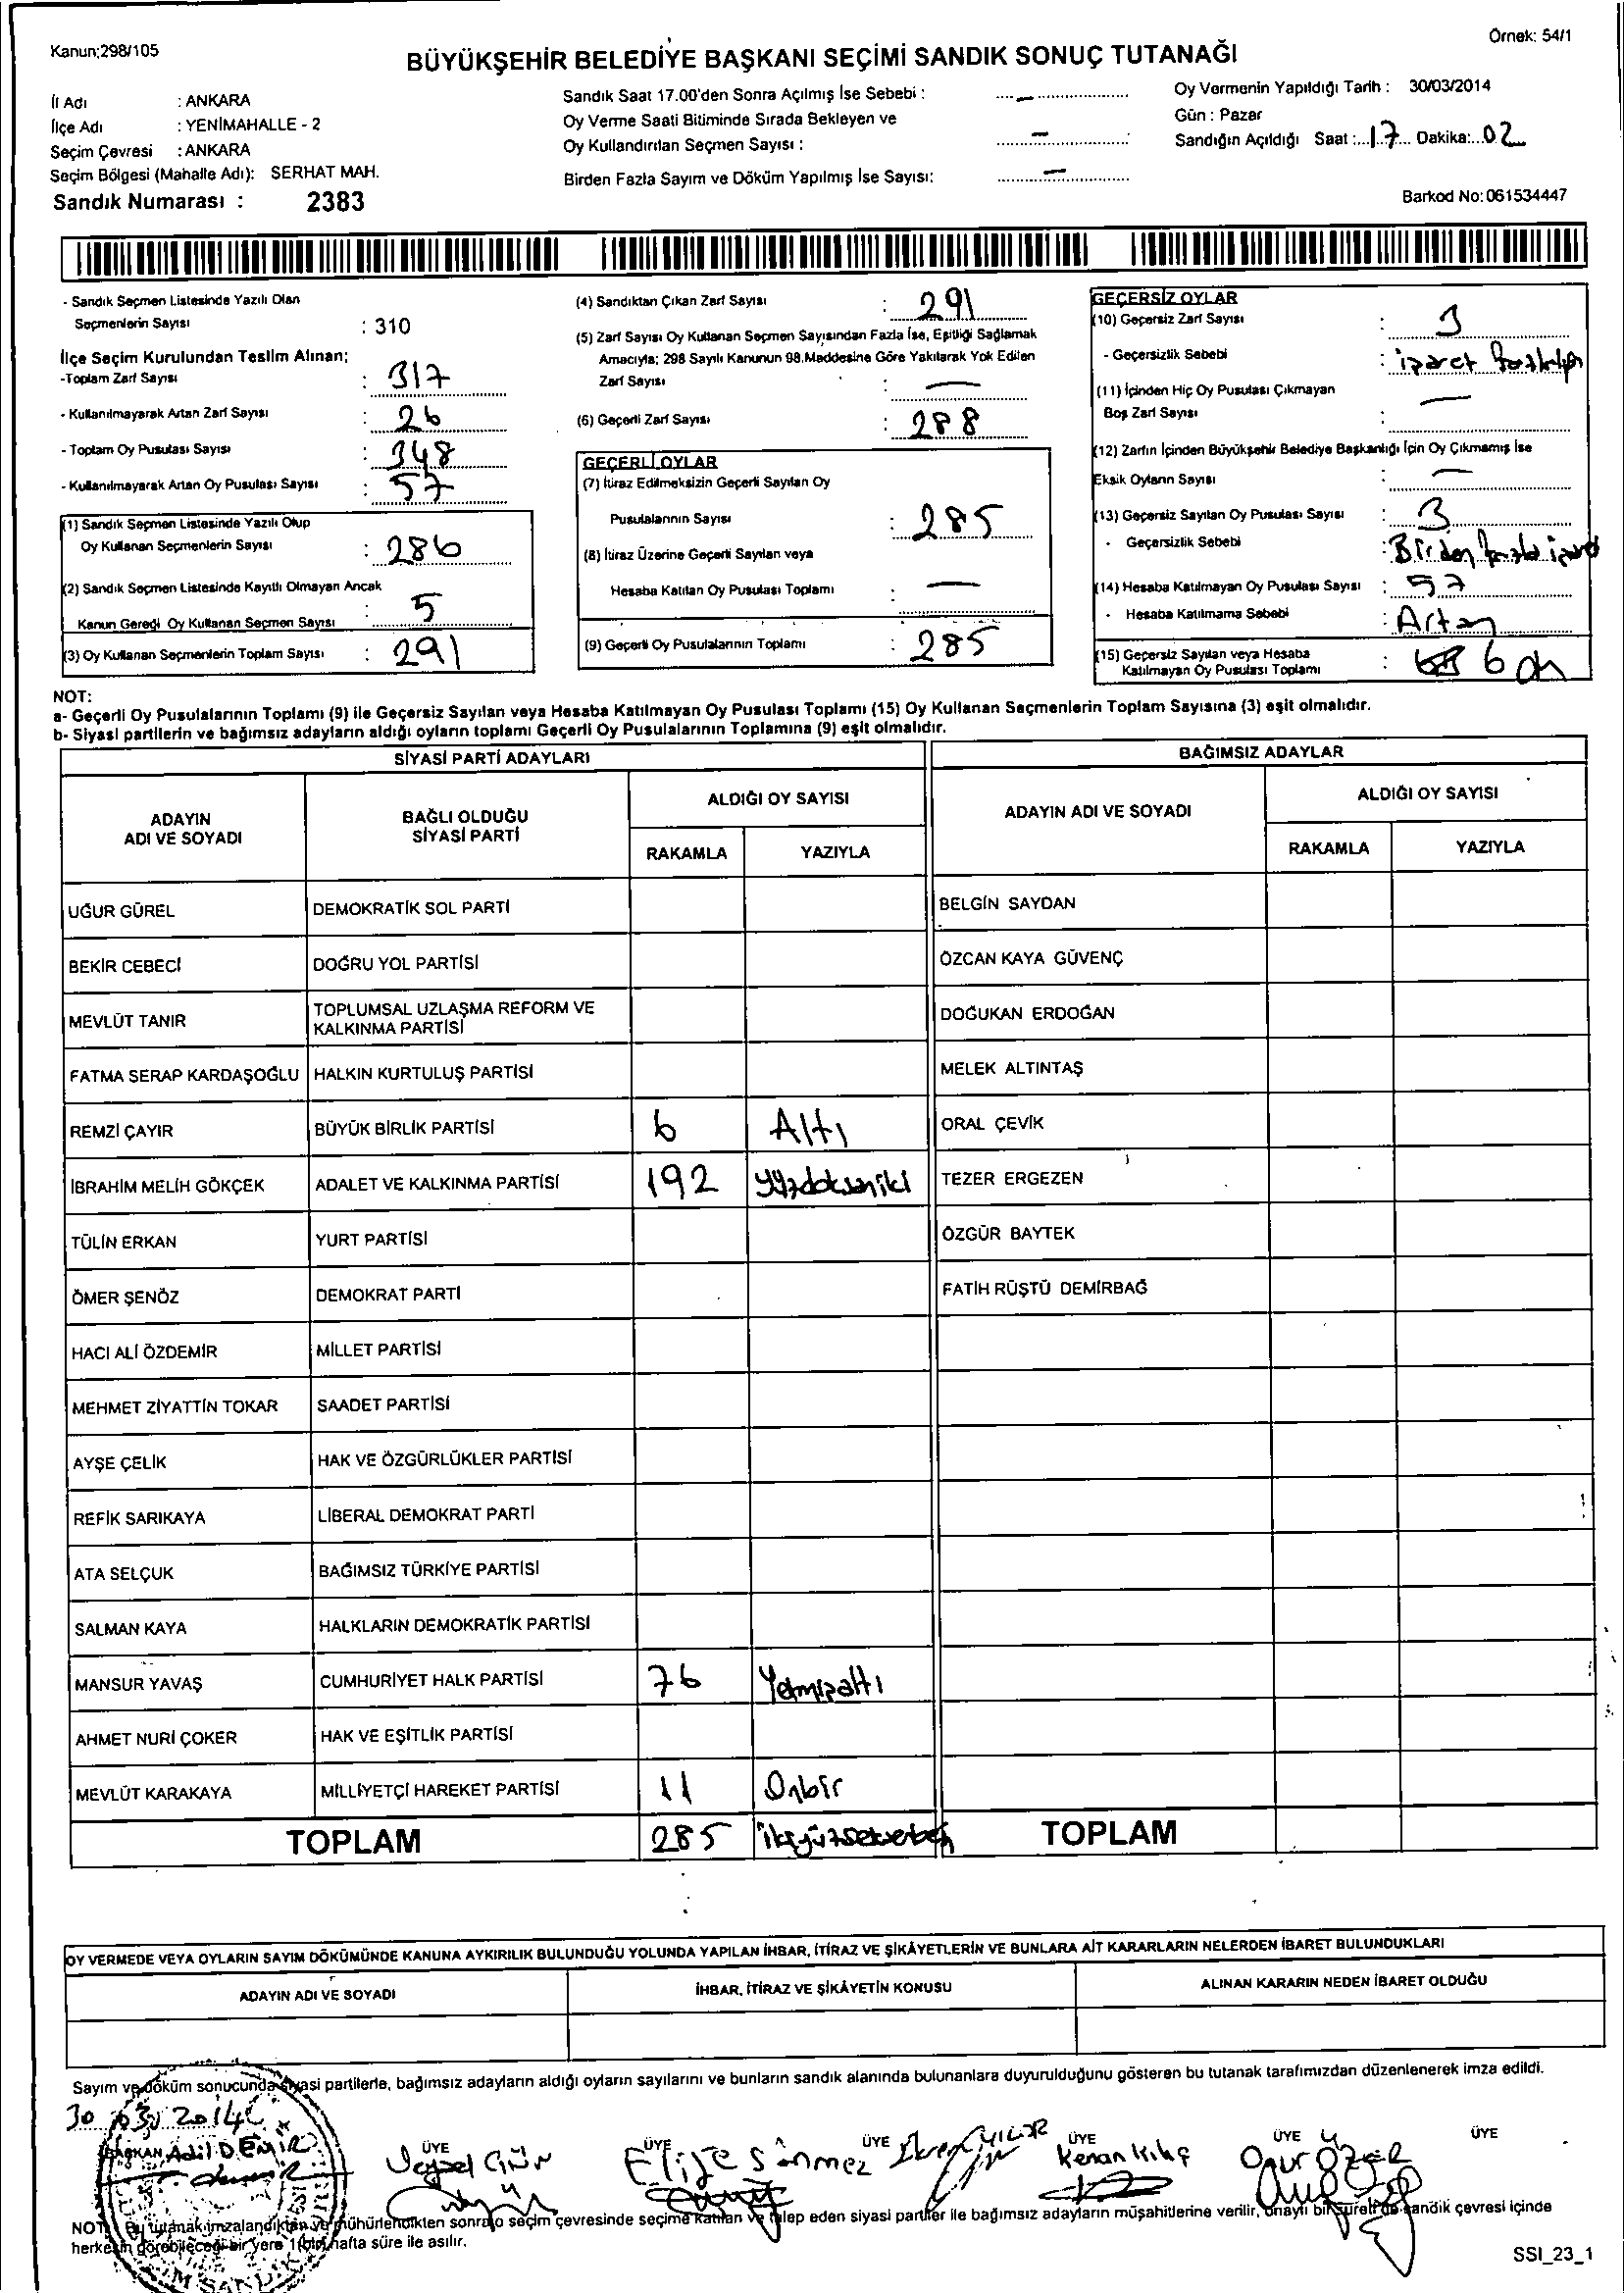 Kanun;298/105
Örnek: 54/1
BÜYÜKŞEHİR BELEDİYE BAŞKANI SEÇİMİ SANDIK SONUÇ TUTANAĞI
İl Adı : ANKARA
İlçe Adı : YENİMAHALLE - 2
Seçim Çevresi : ANKARA
Seçim Bölgesi (Mahalle Adı): SERHAT MAH.
Sandık Numarası : 2383
Sandık Saat 17.00'den Sonra Açılmış İse Sebebi : —
Oy Verme Saati Bitiminde Sırada Bekleyen ve
Oy Kullandırılan Seçmen Sayısı : —
Birden Fazla Sayım ve Döküm Yapılmış İse Sayısı: —
Oy Vermenin Yapıldığı Tarih : 30/03/2014
Gün : Pazar
Sandığın Açıldığı Saat : 17 Dakika: 02
Barkod No: 061534447
- Sandık Seçmen Listesinde Yazılı Olan
Seçmenlerin Sayısı : 310
İlçe Seçim Kurulundan Teslim Alınan;
-Toplam Zarf Sayısı : 317
- Kullanılmayarak Artan Zarf Sayısı : 26
- Toplam Oy Pusulası Sayısı : 348
- Kullanılmayarak Artan Oy Pusulası Sayısı : 57
(1) Sandık Seçmen Listesinde Yazılı Olup
Oy Kullanan Seçmenlerin Sayısı : 286
(2) Sandık Seçmen Listesinde Kayıtlı Olmayan Ancak
Kanun Gereği Oy Kullanan Seçmen Sayısı : 5
(3) Oy Kullanan Seçmenlerin Toplam Sayısı : 291
(4) Sandıktan Çıkan Zarf Sayısı : 291
(5) Zarf Sayısı Oy Kullanan Seçmen Sayısından Fazla İse, Eşitliği Sağlamak
Amacıyla; 298 Sayılı Kanunun 98.Maddesine Göre Yakılarak Yok Edilen
Zarf Sayısı : —
(6) Geçerli Zarf Sayısı : 288
GEÇERLİ OYLAR
(7) İtiraz Edilmeksizin Geçerli Sayılan Oy
Pusulalarının Sayısı : 285
(8) İtiraz Üzerine Geçerli Sayılan veya
Hesaba Katılan Oy Pusulası Toplamı : —
(9) Geçerli Oy Pusulalarının Toplamı : 285
GEÇERSİZ OYLAR
(10) Geçersiz Zarf Sayısı : 3
- Geçersizlik Sebebi : işaret
(11) İçinden Hiç Oy Pusulası Çıkmayan
Boş Zarf Sayısı : —
(12) Zarfın İçinden Büyükşehir Belediye Başkanlığı İçin Oy Çıkmamış İse
Eksik Oyların Sayısı : —
(13) Geçersiz Sayılan Oy Pusulası Sayısı : 3
- Geçersizlik Sebebi : Birden fazla işaret
(14) Hesaba Katılmayan Oy Pusulası Sayısı : 57
- Hesaba Katılmama Sebebi : Artan
(15) Geçersiz Sayılan veya Hesaba
Katılmayan Oy Pusulası Toplamı : 6
NOT:
a- Geçerli Oy Pusulalarının Toplamı (9) ile Geçersiz Sayılan veya Hesaba Katılmayan Oy Pusulası Toplamı (15) Oy Kullanan Seçmenlerin Toplam Sayısına (3) eşit olmalıdır.
b- Siyasi partilerin ve bağımsız adayların aldığı oyların toplamı Geçerli Oy Pusulalarının Toplamına (9) eşit olmalıdır.
SİYASİ PARTİ ADAYLARI
BAĞIMSIZ ADAYLAR
ADAYIN
ADI VE SOYADI
BAĞLI OLDUĞU
SİYASİ PARTİ
ALDIĞI OY SAYISI
RAKAMLA YAZIYLA
ADAYIN ADI VE SOYADI
ALDIĞI OY SAYISI
RAKAMLA YAZIYLA
UĞUR GÜREL DEMOKRATİK SOL PARTİ BELGİN SAYDAN
BEKİR CEBECİ DOĞRU YOL PARTİSİ ÖZCAN KAYA GÜVENÇ
MEVLÜT TANIR TOPLUMSAL UZLAŞMA REFORM VE
KALKINMA PARTİSİ DOĞUKAN ERDOĞAN
FATMA SERAP KARDAŞOĞLU HALKIN KURTULUŞ PARTİSİ MELEK ALTINTAŞ
REMZİ ÇAYIR BÜYÜK BİRLİK PARTİSİ 6 Altı ORAL ÇEVİK
İBRAHİM MELİH GÖKÇEK ADALET VE KALKINMA PARTİSİ 192 Yüzdoksaniki TEZER ERGEZEN
TÜLİN ERKAN YURT PARTİSİ ÖZGÜR BAYTEK
ÖMER ŞENÖZ DEMOKRAT PARTİ FATİH RÜŞTÜ DEMİRBAĞ
HACI ALİ ÖZDEMİR MİLLET PARTİSİ
MEHMET ZİYATTİN TOKAR SAADET PARTİSİ
AYŞE ÇELİK HAK VE ÖZGÜRLÜKLER PARTİSİ
REFİK SARIKAYA LİBERAL DEMOKRAT PARTİ
ATA SELÇUK BAĞIMSIZ TÜRKİYE PARTİSİ
SALMAN KAYA HALKLARIN DEMOKRATİK PARTİSİ
MANSUR YAVAŞ CUMHURİYET HALK PARTİSİ 76 Yetmişaltı
AHMET NURİ ÇOKER HAK VE EŞİTLİK PARTİSİ
MEVLÜT KARAKAYA MİLLİYETÇİ HAREKET PARTİSİ 11 Onbir
TOPLAM 285 ikiyüzseksenbeş TOPLAM
OY VERMEDE VEYA OYLARIN SAYIM DÖKÜMÜNDE KANUNA AYKIRILIK BULUNDUĞU YOLUNDA YAPILAN İHBAR, İTİRAZ VE ŞİKÂYETLERİN VE BUNLARA AİT KARARLARIN NELERDEN İBARET BULUNDUKLARI
ADAYIN ADI VE SOYADI İHBAR, İTİRAZ VE ŞİKÂYETİN KONUSU ALINAN KARARIN NEDEN İBARET OLDUĞU
Sayım ve döküm sonucunda siyasi partilerle, bağımsız adayların aldığı oyların sayılarını ve bunların sandık alanında bulunanlara duyurulduğunu gösteren bu tutanak tarafımızdan düzenlenerek imza edildi.
30 03 2014
BAŞKAN ÜYE ÜYE ÜYE ÜYE ÜYE ÜYE
Adil DEMİR Veysel GÜN Elife Sönmez Kenan Kılıç Onur ÖZER
NOT: Bu tutanak imzalandıktan ve mühürlendikten sonra o seçim çevresinde seçime katılan ve talep eden siyasi partiler ile bağımsız adayların müşahitlerine verilir, onaylı bir sureti de sandık çevresi içinde
herkesin görebileceği bir yere 1 (bir) hafta süre ile asılır.
SSI_23_1